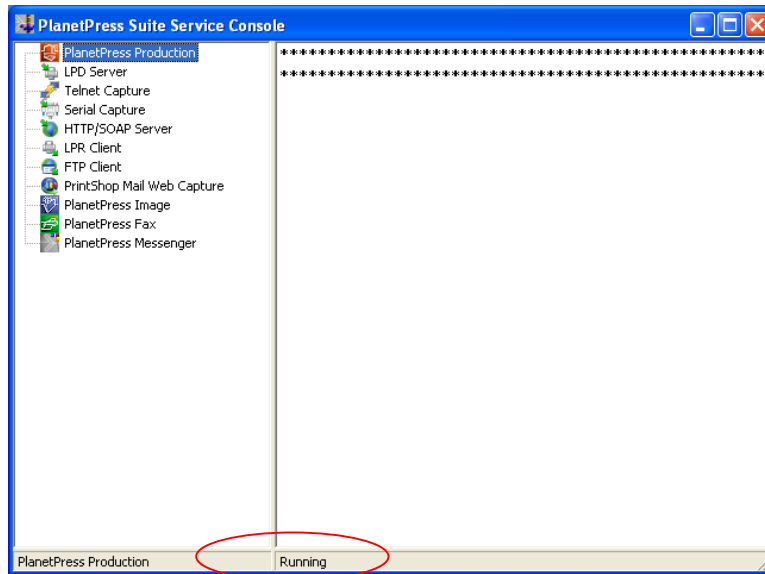 PlanetPress Suite Service Console
PlanetPress Production
LPD Server
Telnet Capture
Serial Capture
HTTP/SOAP Server
LPR Client
FTP Client
PrintShop Mail Web Capture
PlanetPress Image
PlanetPress Fax
PlanetPress Messenger
****************************************************
****************************************************
PlanetPress Production
Running